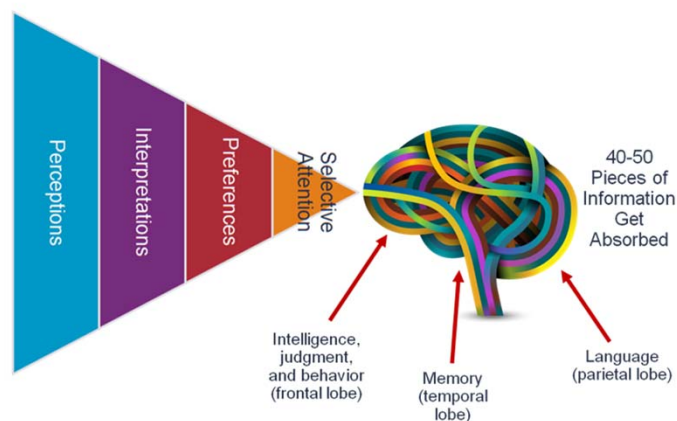 Perceptions
Interpretations
Preferences
Selective
Attention
40-50
Pieces of
Information
Get
Absorbed
Intelligence,
judgment,
and behavior
(frontal lobe)
Memory
(temporal
lobe)
Language
(parietal lobe)